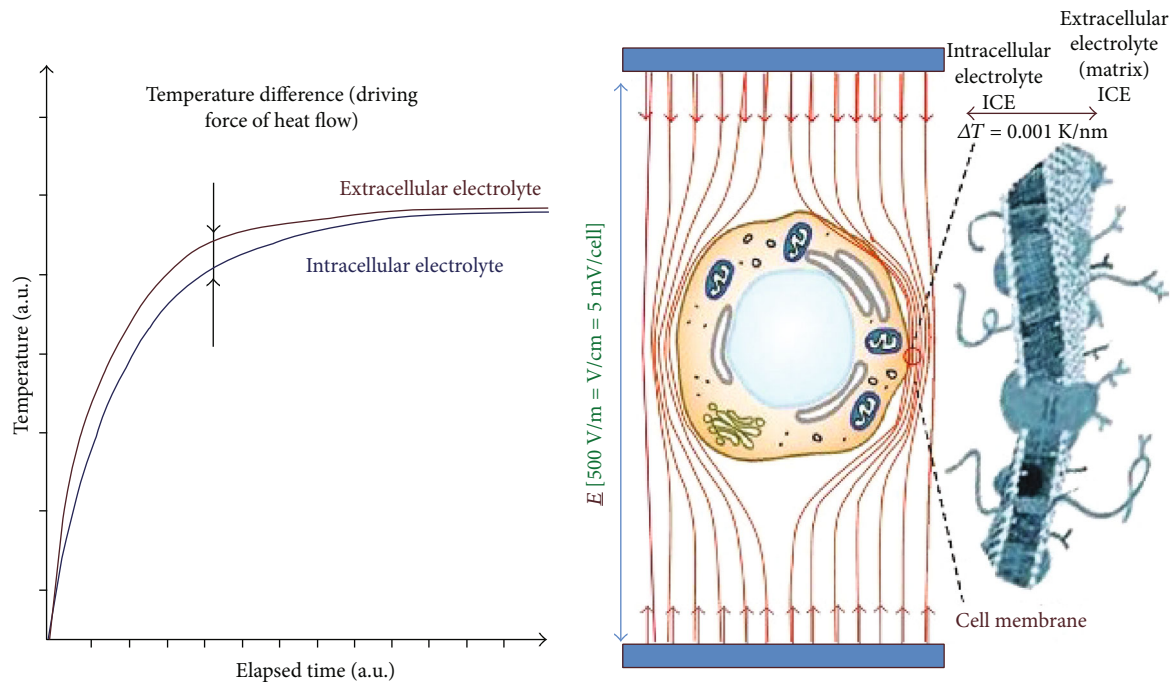 Temperature difference (driving
force of heat flow)
Extracellular electrolyte
Intracellular electrolyte
Temperature (a.u.)
Elapsed time (a.u.)
E [500 V/m = V/cm = 5 mV/cell]
Intracellular
electrolyte
ICE
Extracellular
electrolyte
(matrix)
ICE
ΔT = 0.001 K/nm
Cell membrane